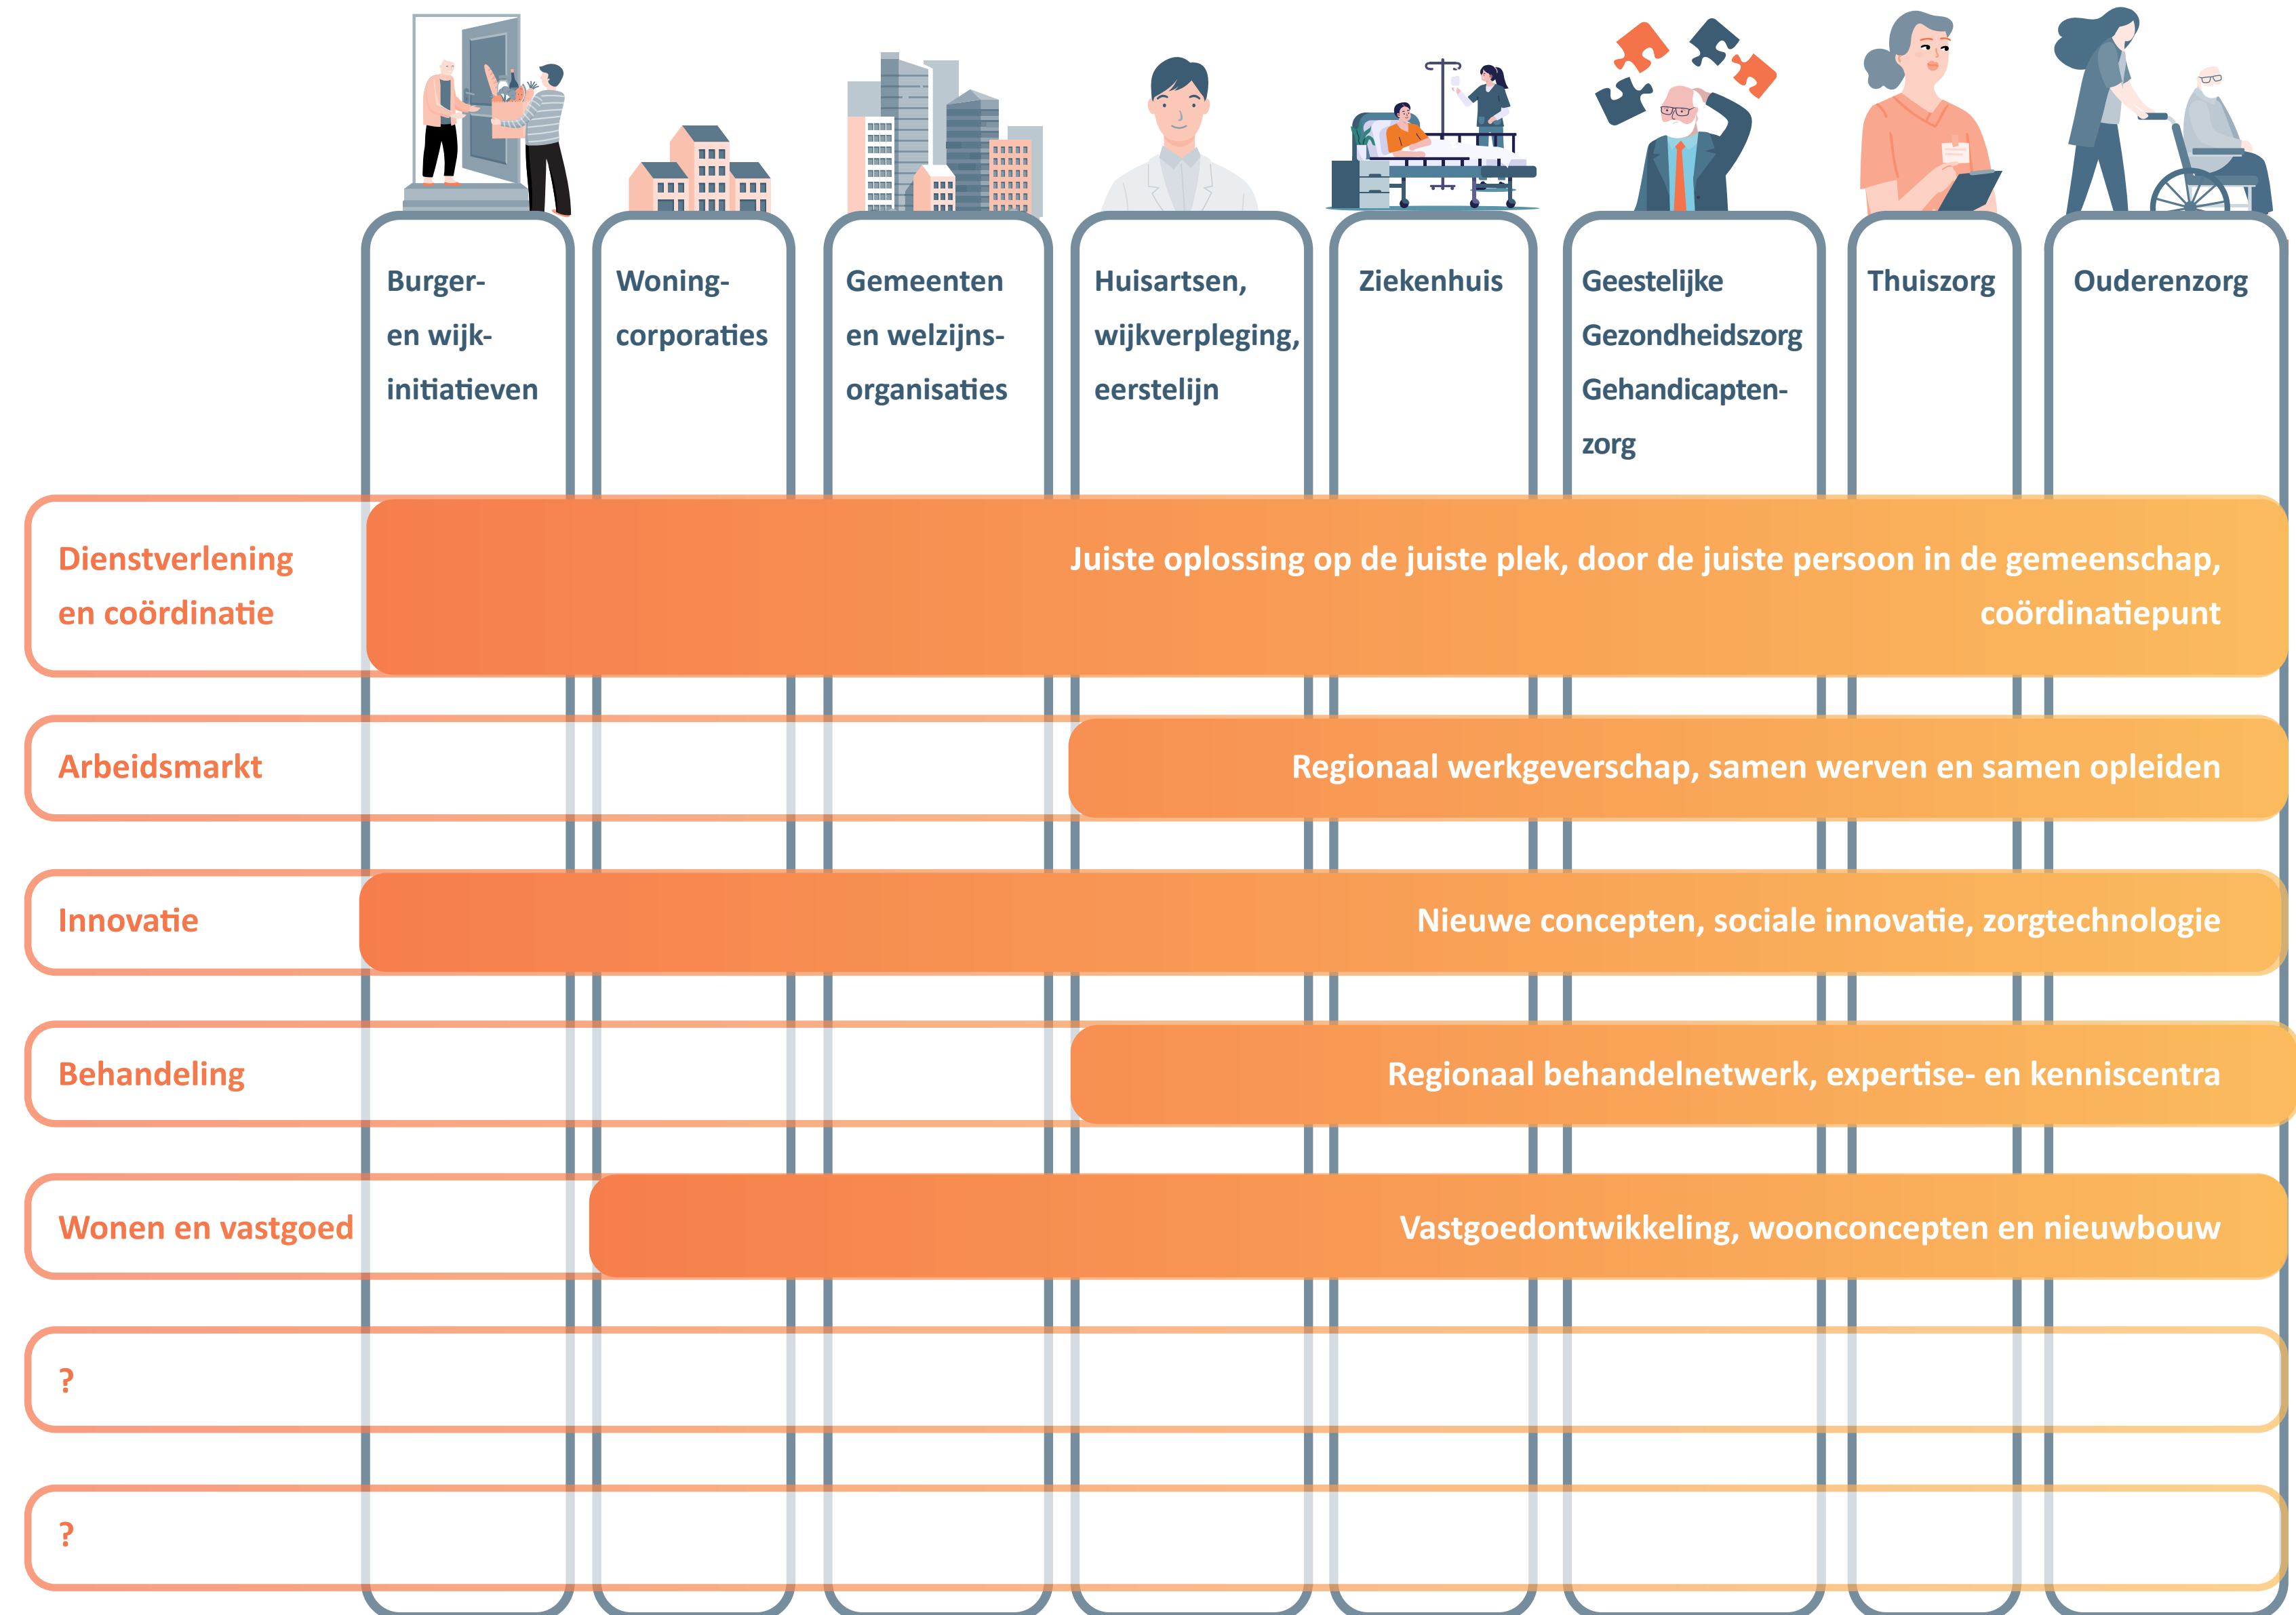 Burger-
en wijk-
initiatieven
Woning-
corporaties
Gemeenten
en welzijns-
organisaties
Huisartsen,
wijkverpleging,
eerstelijn
Ziekenhuis
Geestelijke
Gezondheidszorg
Gehandicapten-
zorg
Thuiszorg
Ouderenzorg
Dienstverlening
en coördinatie
Juiste oplossing op de juiste plek, door de juiste persoon in de gemeenschap,
coördinatiepunt
Arbeidsmarkt
Regionaal werkgeverschap, samen werven en samen opleiden
Innovatie
Nieuwe concepten, sociale innovatie, zorgtechnologie
Behandeling
Regionaal behandelnetwerk, expertise- en kenniscentra
Wonen en vastgoed
Vastgoedontwikkeling, woonconcepten en nieuwbouw
?
?